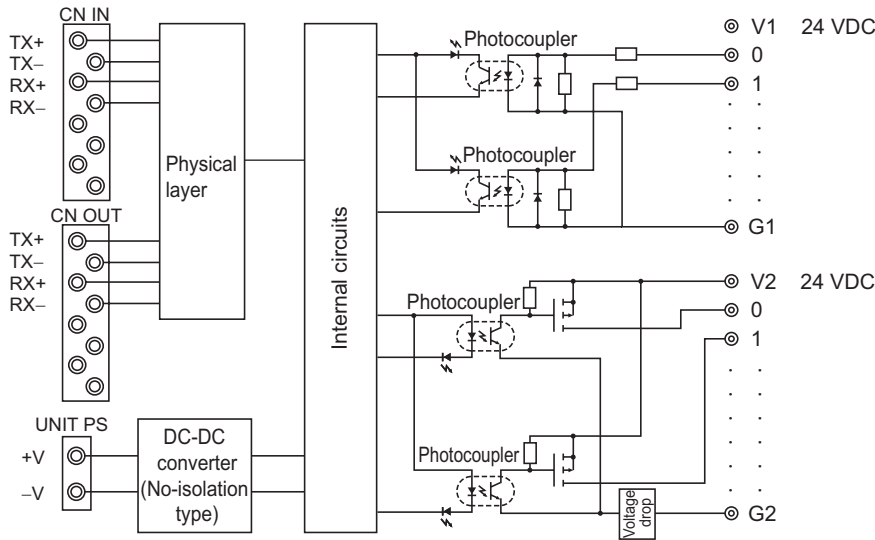 CN IN
TX+
TX–
RX+
RX–
Physical
layer
CN OUT
TX+
TX–
RX+
RX–
UNIT PS
+V
–V
DC-DC
converter
(No-isolation
type)
Internal circuits
Photocoupler
V1 24 VDC
0
1
Photocoupler
G1
Photocoupler
V2 24 VDC
0
1
Photocoupler
Voltage
drop
G2